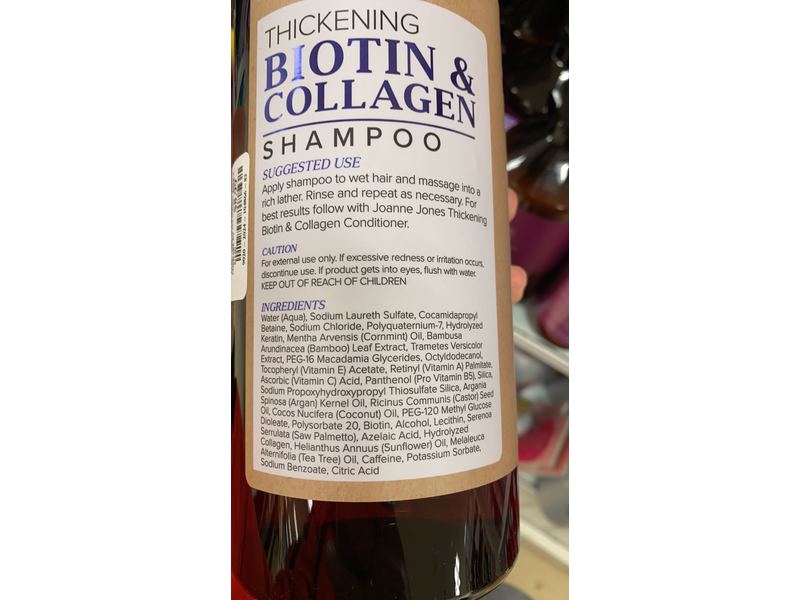 THICKENING
BIOTIN &
COLLAGEN
SHAMPOO
SUGGESTED USE
Apply shampoo to wet hair and massage into a
rich lather. Rinse and repeat as necessary. For
best results follow with Joanne Jones Thickening
Biotin & Collagen Conditioner.
CAUTION
For external use only. If excessive redness or irritation occurs,
discontinue use. If product gets into eyes, flush with water.
KEEP OUT OF REACH OF CHILDREN
INGREDIENTS
Water (Aqua), Sodium Laureth Sulfate, Cocamidapropyl
Betaine, Sodium Chloride, Polyquaternium-7, Hydrolyzed
Keratin, Mentha Arvensis (Cornmint) Oil, Bambusa
Arundinacea (Bamboo) Leaf Extract, Trametes Versicolor
Extract, PEG-16 Macadamia Glycerides, Octyldodecanol,
Tocopheryl (Vitamin E) Acetate, Retinyl (Vitamin A) Palmitate,
Ascorbic (Vitamin C) Acid, Panthenol (Pro Vitamin B5), Silica,
Sodium Propoxyhydroxypropyl Thiosulfate Silica, Argania
Spinosa (Argan) Kernel Oil, Ricinus Communis (Castor) Seed
Oil, Cocos Nucifera (Coconut) Oil, PEG-120 Methyl Glucose
Dioleate, Polysorbate 20, Biotin, Alcohol, Lecithin, Serenoa
Serrulata (Saw Palmetto), Azelaic Acid, Hydrolyzed
Collagen, Helianthus Annuus (Sunflower) Oil, Melaleuca
Alternifolia (Tea Tree) Oil, Caffeine, Potassium Sorbate,
Sodium Benzoate, Citric Acid